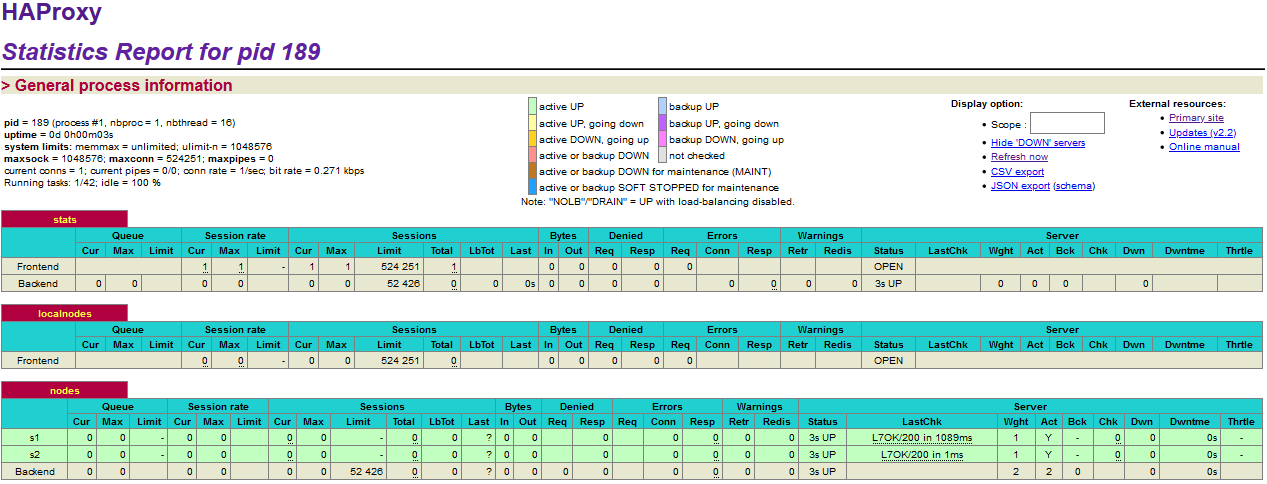 HAProxy
Statistics Report for pid 189
> General process information
pid = 189 (process #1, nbproc = 1, nbthread = 16)
uptime = 0d 0h00m03s
system limits: memmax = unlimited; ulimit-n = 1048576
maxsock = 1048576; maxconn = 524251; maxpipes = 0
current conns = 1; current pipes = 0/0; conn rate = 1/sec; bit rate = 0.271 kbps
Running tasks: 1/42; idle = 100 %
active UP backup UP
active UP, going down backup UP, going down
active DOWN, going up backup DOWN, going up
active or backup DOWN not checked
active or backup DOWN for maintenance (MAINT)
active or backup SOFT STOPPED for maintenance
Note: "NOLB"/"DRAIN" = UP with load-balancing disabled.
Display option:
• Scope :
• Hide 'DOWN' servers
• Refresh now
• CSV export
• JSON export (schema)
External resources:
• Primary site
• Updates (v2.2)
• Online manual
stats
Queue Session rate Sessions Bytes Denied Errors Warnings Server
Cur Max Limit Cur Max Limit Cur Max Limit Total LbTot Last In Out Req Resp Req Conn Resp Retr Redis Status LastChk Wght Act Bck Chk Dwn Dwntme Thrtle
Frontend 1 1 - 1 1 524 251 1 0 0 0 0 0 OPEN
Backend 0 0 0 0 0 0 52 426 0 0 0s 0 0 0 0 0 0 0 0 3s UP 0 0 0 0
localnodes
Queue Session rate Sessions Bytes Denied Errors Warnings Server
Cur Max Limit Cur Max Limit Cur Max Limit Total LbTot Last In Out Req Resp Req Conn Resp Retr Redis Status LastChk Wght Act Bck Chk Dwn Dwntme Thrtle
Frontend 0 0 - 0 0 524 251 0 0 0 0 0 0 OPEN
nodes
Queue Session rate Sessions Bytes Denied Errors Warnings Server
Cur Max Limit Cur Max Limit Cur Max Limit Total LbTot Last In Out Req Resp Req Conn Resp Retr Redis Status LastChk Wght Act Bck Chk Dwn Dwntme Thrtle
s1 0 0 - 0 0 0 0 - 0 0 ? 0 0 0 0 0 0 0 3s UP L7OK/200 in 1089ms 1 Y - 0 0 0s -
s2 0 0 - 0 0 0 0 - 0 0 ? 0 0 0 0 0 0 0 3s UP L7OK/200 in 1ms 1 Y - 0 0 0s -
Backend 0 0 0 0 0 0 52 426 0 0 ? 0 0 0 0 0 0 0 0 3s UP 2 2 0 0 0s